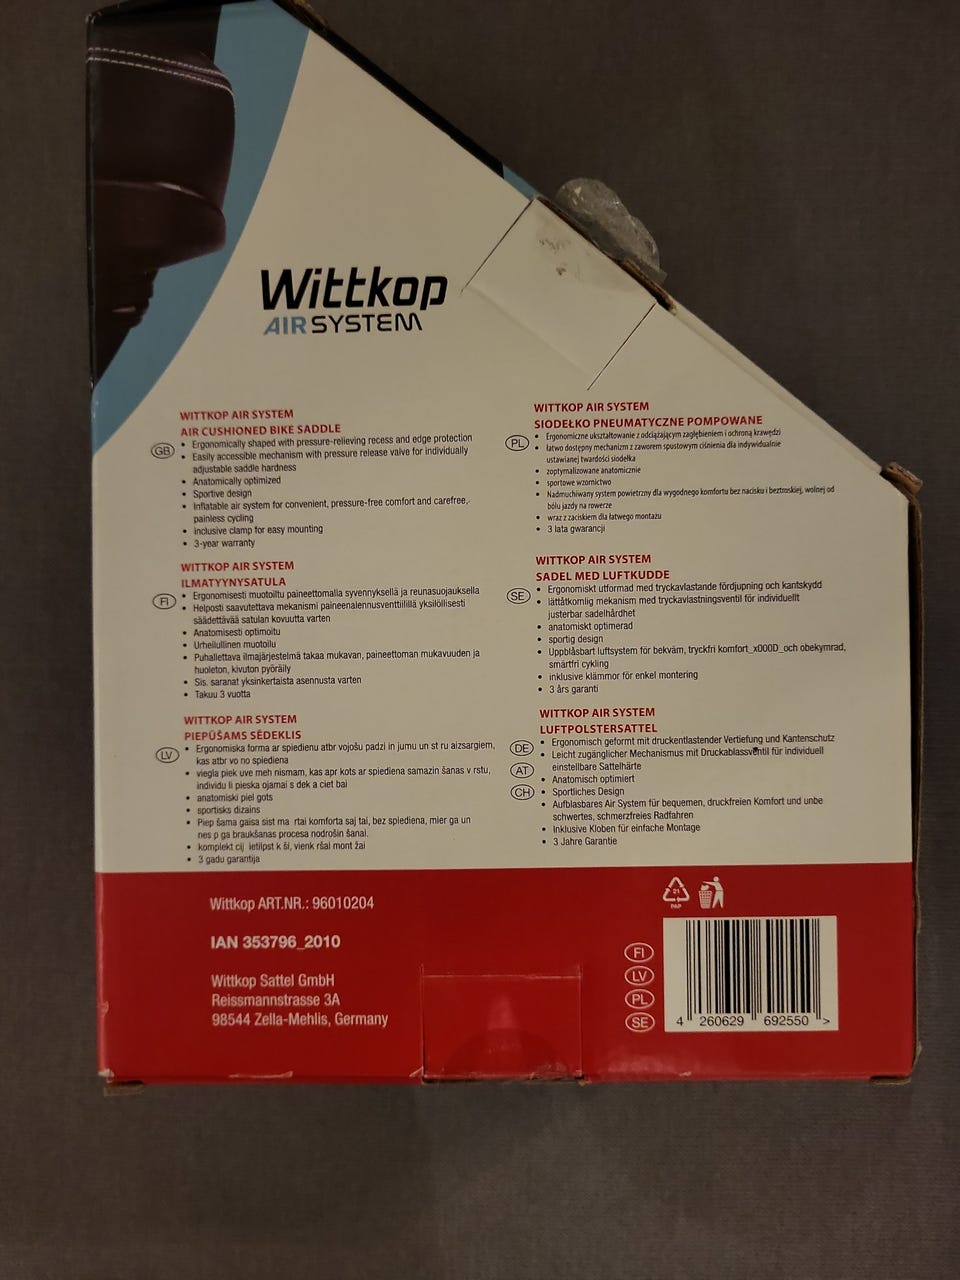 Wittkop
AIR SYSTEM
WITTKOP AIR SYSTEM
AIR CUSHIONED BIKE SADDLE
GB
• Ergonomically shaped with pressure-relieving recess and edge protection
• Easily accessible mechanism with pressure release valve for individually
adjustable saddle hardness
• Anatomically optimized
• Sportive design
• Inflatable air system for convenient, pressure-free comfort and carefree,
painless cycling
• inclusive clamp for easy mounting
• 3-year warranty
WITTKOP AIR SYSTEM
ILMATYYNYSATULA
FI
• Ergonomisesti muotoiltu paineettomalla syvennyksellä ja reunasuojauksella
• Helposti saavutettava mekanismi paineenalennusventtiilillä yksilöllisesti
säädettävää satulan kovuutta varten
• Anatomisesti optimoitu
• Urheilullinen muotoilu
• Puhallettava ilmajärjestelmä takaa mukavan, paineettoman mukavuuden ja
huoleton, kivuton pyöräily
• Sis. saranat yksinkertaista asennusta varten
• Takuu 3 vuotta
WITTKOP AIR SYSTEM
PIEPŪŠAMS SĒDEKLIS
LV
• Ergonomiska forma ar spiedienu atbr vojošu padzi in jumu un st ru aizsargiem,
kas atbr vo no spiediena
• viegla piek uve meh nismam, kas apr kots ar spiediena samazin šanas v rstu,
individu li pieska ojamai s dek a ciet bai
• anatomiski piel gots
• sportisks dizains
• Piep šama gaisa sist ma rtai komforta saj tai, bez spiediena, mier ga un
nes p ga braukšanas procesa nodrošin šanai.
• komplekt cij ietilpst k ši, vienk ršai mont žai
• 3 gadu garantija
WITTKOP AIR SYSTEM
SIODEŁKO PNEUMATYCZNE POMPOWANE
PL
• Ergonomiczne ukształtowanie z odciążającym zagłębieniem i ochroną krawędzi
• łatwo dostępny mechanizm z zaworem spustowym ciśnienia dla indywidualnie
ustawianej twardości siodełka
• zoptymalizowane anatomicznie
• sportowe wzornictwo
• Nadmuchiwany system powietrzny dla wygodnego komfortu bez nacisku i beztroskiej, wolnej od
bólu jazdy na rowerze
• wraz z zaciskiem dla łatwego montażu
• 3 lata gwarancji
WITTKOP AIR SYSTEM
SADEL MED LUFTKUDDE
SE
• Ergonomiskt utformad med tryckavlastande fördjupning och kantskydd
• lättåtkomlig mekanism med tryckavlastningsventil för individuellt
justerbar sadelhårdhet
• anatomiskt optimerad
• sportig design
• Uppblåsbart luftsystem för bekväm, tryckfri komfort_x000D_och obekymrad,
smärtfri cykling
• inklusive klämmor för enkel montering
• 3 års garanti
WITTKOP AIR SYSTEM
LUFTPOLSTERSATTEL
DE
AT
CH
• Ergonomisch geformt mit druckentlastender Vertiefung und Kantenschutz
• Leicht zugänglicher Mechanismus mit Druckablassventil für individuell
einstellbare Sattelhärte
• Anatomisch optimiert
• Sportliches Design
• Aufblasbares Air System für bequemen, druckfreien Komfort und unbe
schwertes, schmerzfreies Radfahren
• Inklusive Kloben für einfache Montage
• 3 Jahre Garantie
Wittkop ART.NR.: 96010204
IAN 353796_2010
Wittkop Sattel GmbH
Reissmannstrasse 3A
98544 Zella-Mehlis, Germany
21
PAP
FI
LV
PL
SE
4 260629 692550 >